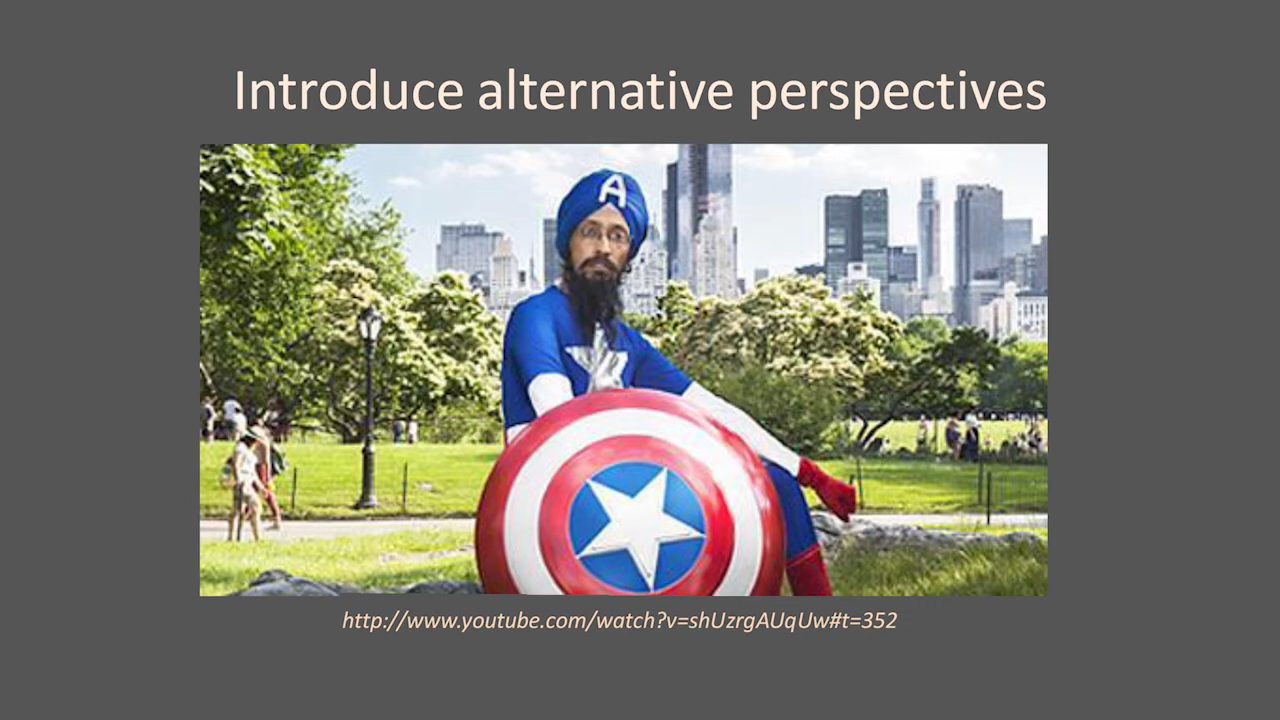 Introduce alternative perspectives
A
http://www.youtube.com/watch?v=shUzrgAUqUw#t=352